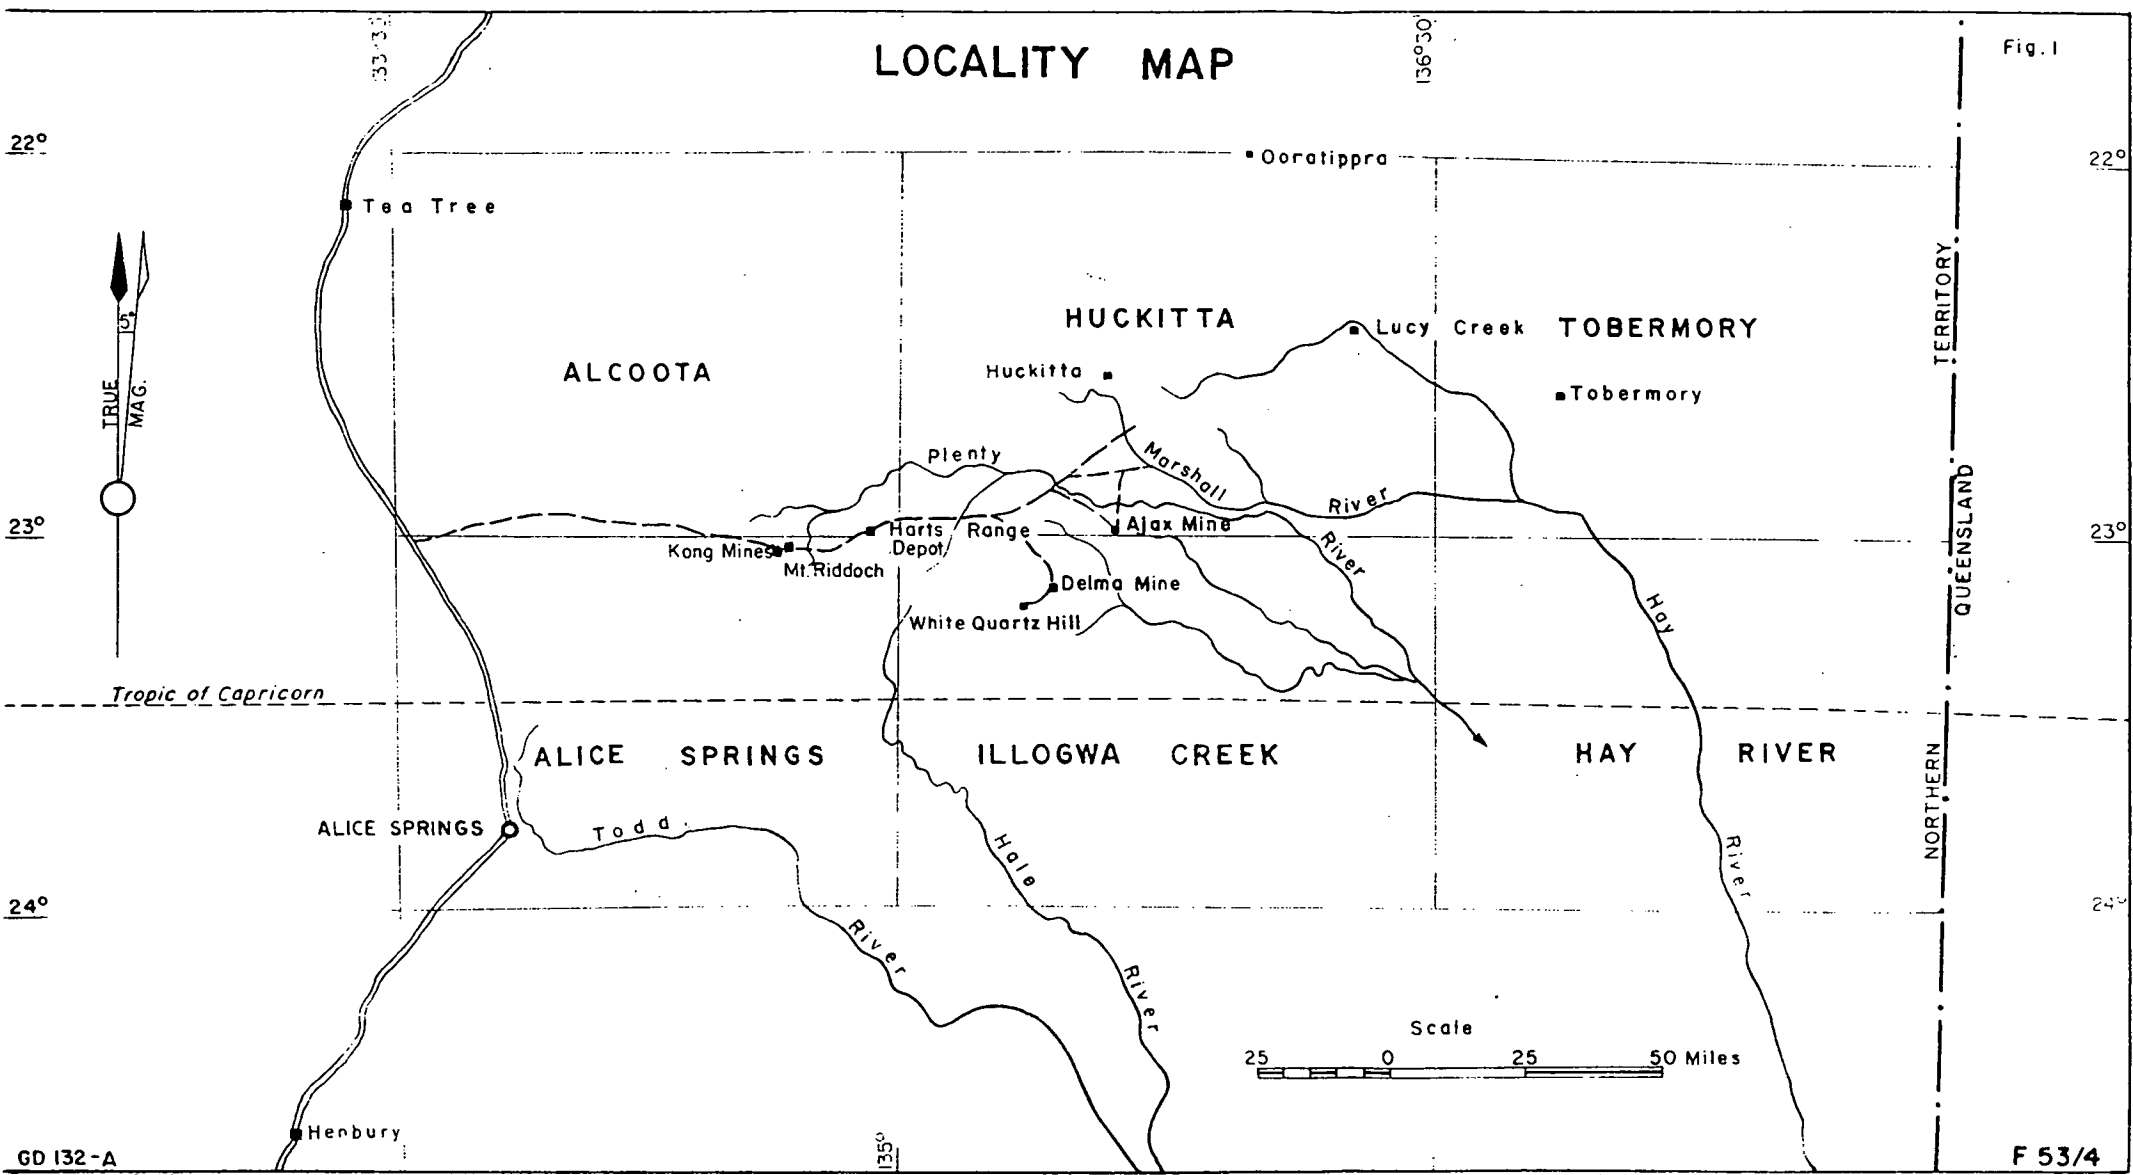 LOCALITY MAP
Fig. 1
133°3
136°30'
22°
22°
Ooratippra
Tea Tree
5°
TRUE
MAG.
HUCKITTA
Lucy Creek
TOBERMORY
TERRITORY
ALCOOTA
Huckitta
Tobermory
Plenty
Marshall
River
QUEENSLAND
23°
23°
Harts
Range
Depot
Ajax Mine
River
Kong Mines
Mt. Riddoch
Delma Mine
Hay
White Quartz Hill
Tropic of Capricorn
ALICE SPRINGS
ILLOGWA CREEK
HAY RIVER
NORTHERN
ALICE SPRINGS
Todd
Hale
River
24°
24°
River
River
Scale
25 0 25 50 Miles
Henbury
135°
GD 132-A
F 53/4